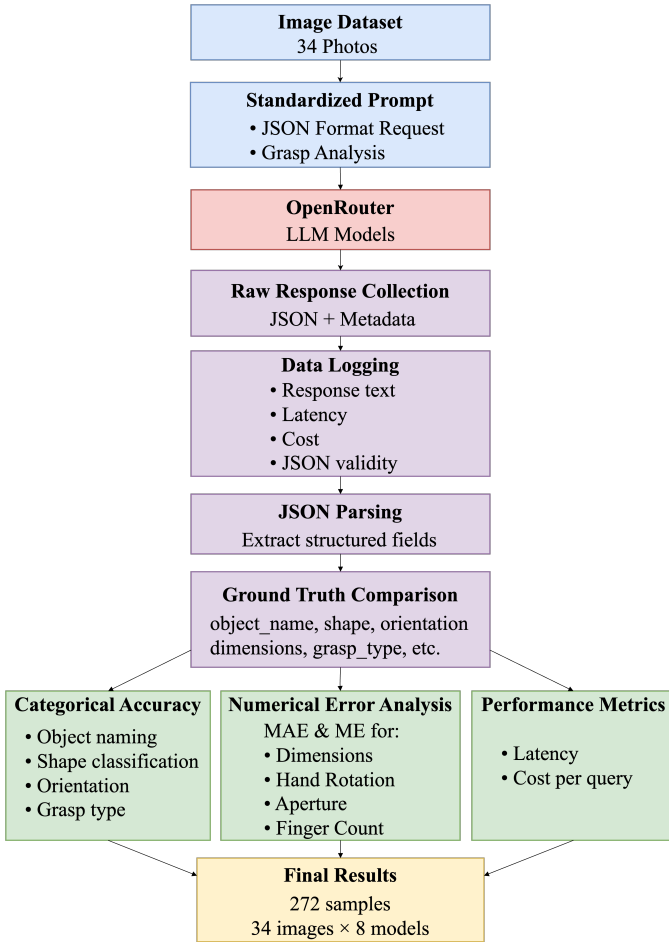 Image Dataset
34 Photos
Standardized Prompt
• JSON Format Request
• Grasp Analysis
OpenRouter
LLM Models
Raw Response Collection
JSON + Metadata
Data Logging
• Response text
• Latency
• Cost
• JSON validity
JSON Parsing
Extract structured fields
Ground Truth Comparison
object_name, shape, orientation
dimensions, grasp_type, etc.
Categorical Accuracy
• Object naming
• Shape classification
• Orientation
• Grasp type
Numerical Error Analysis
MAE & ME for:
• Dimensions
• Hand Rotation
• Aperture
• Finger Count
Performance Metrics
• Latency
• Cost per query
Final Results
272 samples
34 images × 8 models